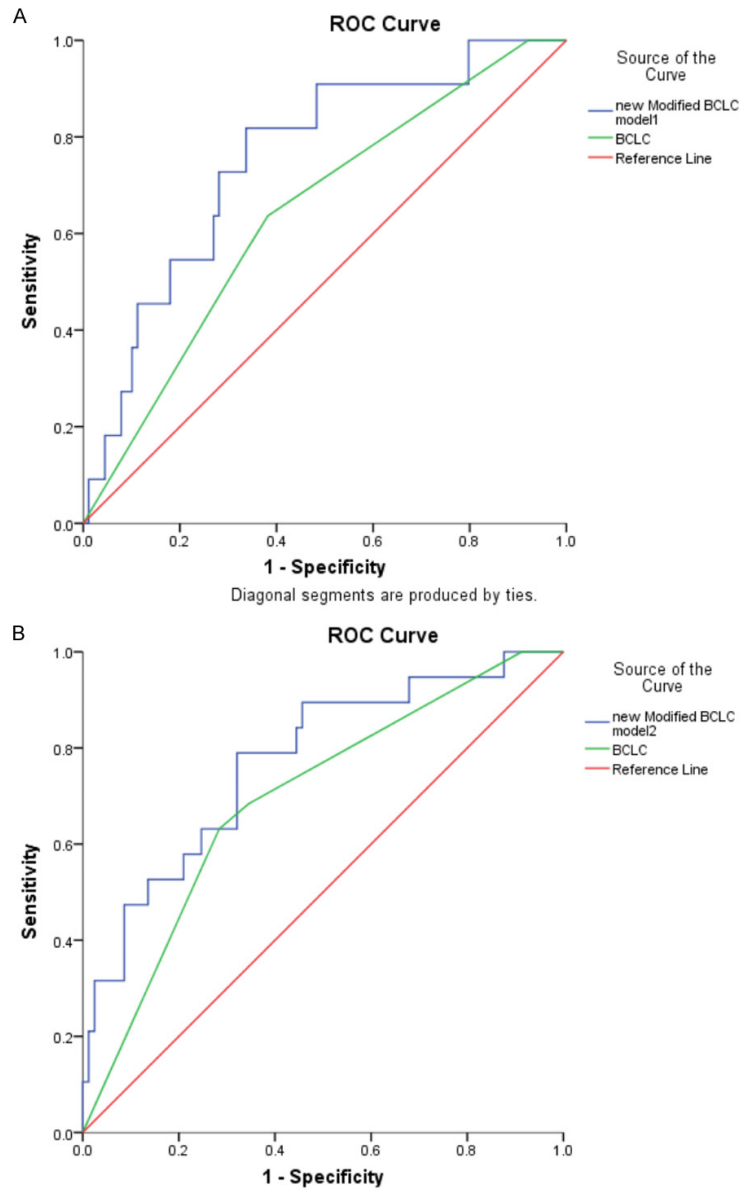 A
ROC Curve
Source of the
Curve
new Modified BCLC
model1
BCLC
Reference Line
Sensitivity
1.0
0.8
0.6
0.4
0.2
0.0
0.0 0.2 0.4 0.6 0.8 1.0
1 - Specificity
Diagonal segments are produced by ties.
B
ROC Curve
Source of the
Curve
new Modified BCLC
model2
BCLC
Reference Line
Sensitivity
1.0
0.8
0.6
0.4
0.2
0.0
0.0 0.2 0.4 0.6 0.8 1.0
1 - Specificity